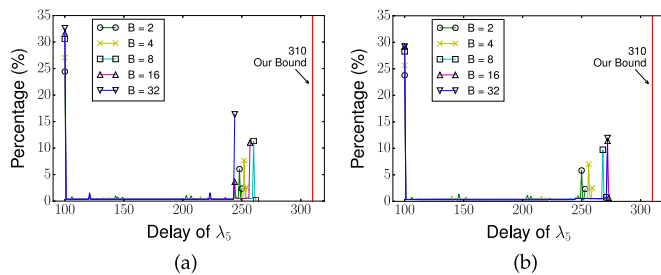 35
30
25
20
15
10
5
0
Percentage (%)
B = 2
B = 4
B = 8
B = 16
B = 32
310
Our Bound
100
150
200
250
300
Delay of λ5
(a)
35
30
25
20
15
10
5
0
Percentage (%)
B = 2
B = 4
B = 8
B = 16
B = 32
310
Our Bound
100
150
200
250
300
Delay of λ5
(b)